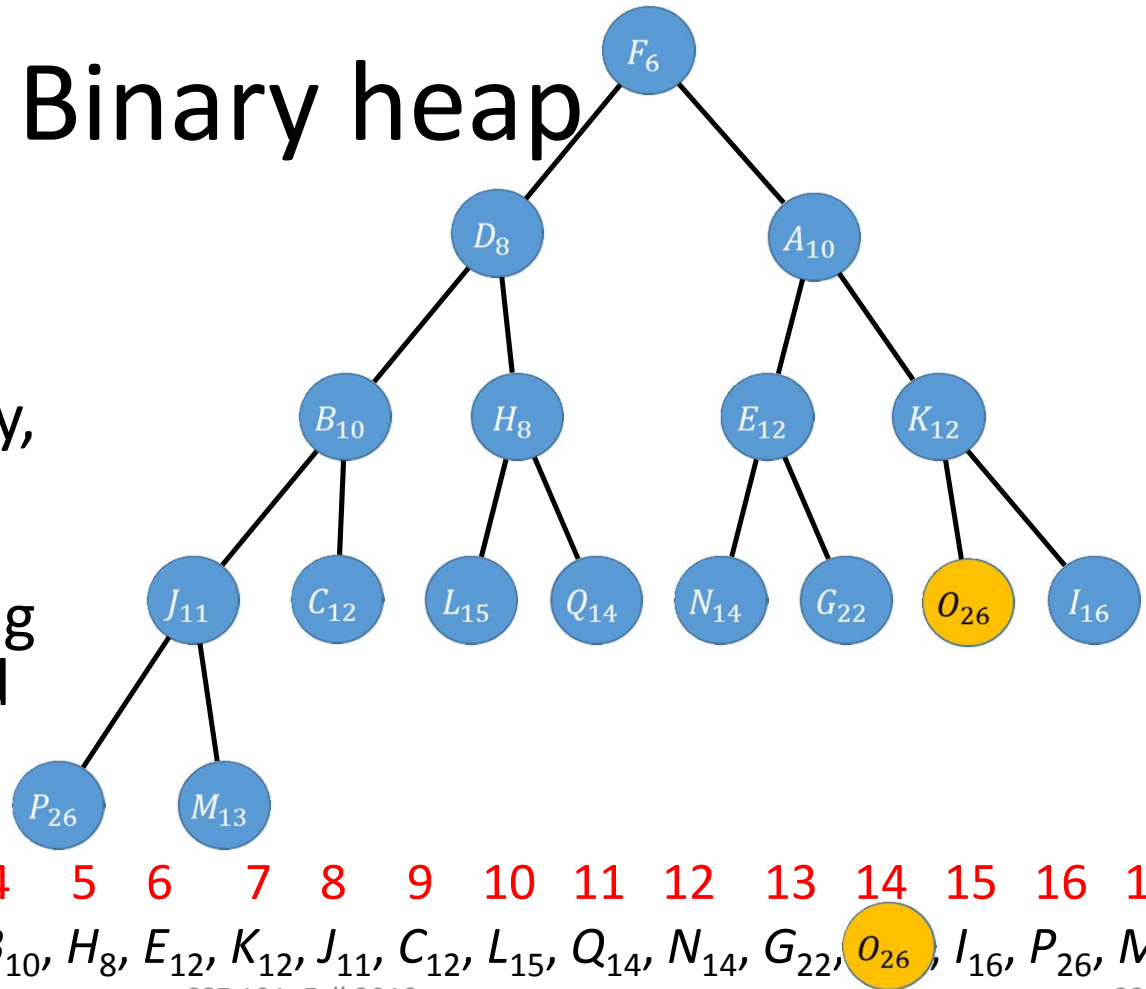 Binary heap
F₆
D₈ A₁₀
B₁₀ H₈ E₁₂ K₁₂
y,
J₁₁ C₁₂ L₁₅ Q₁₄ N₁₄ G₂₂ O₂₆ I₁₆
g
P₂₆ M₁₃
5 6 7 8 9 10 11 12 13 14 15 16
₁₀, H₈, E₁₂, K₁₂, J₁₁, C₁₂, L₁₅, Q₁₄, N₁₄, G₂₂, O₂₆, I₁₆, P₂₆, M